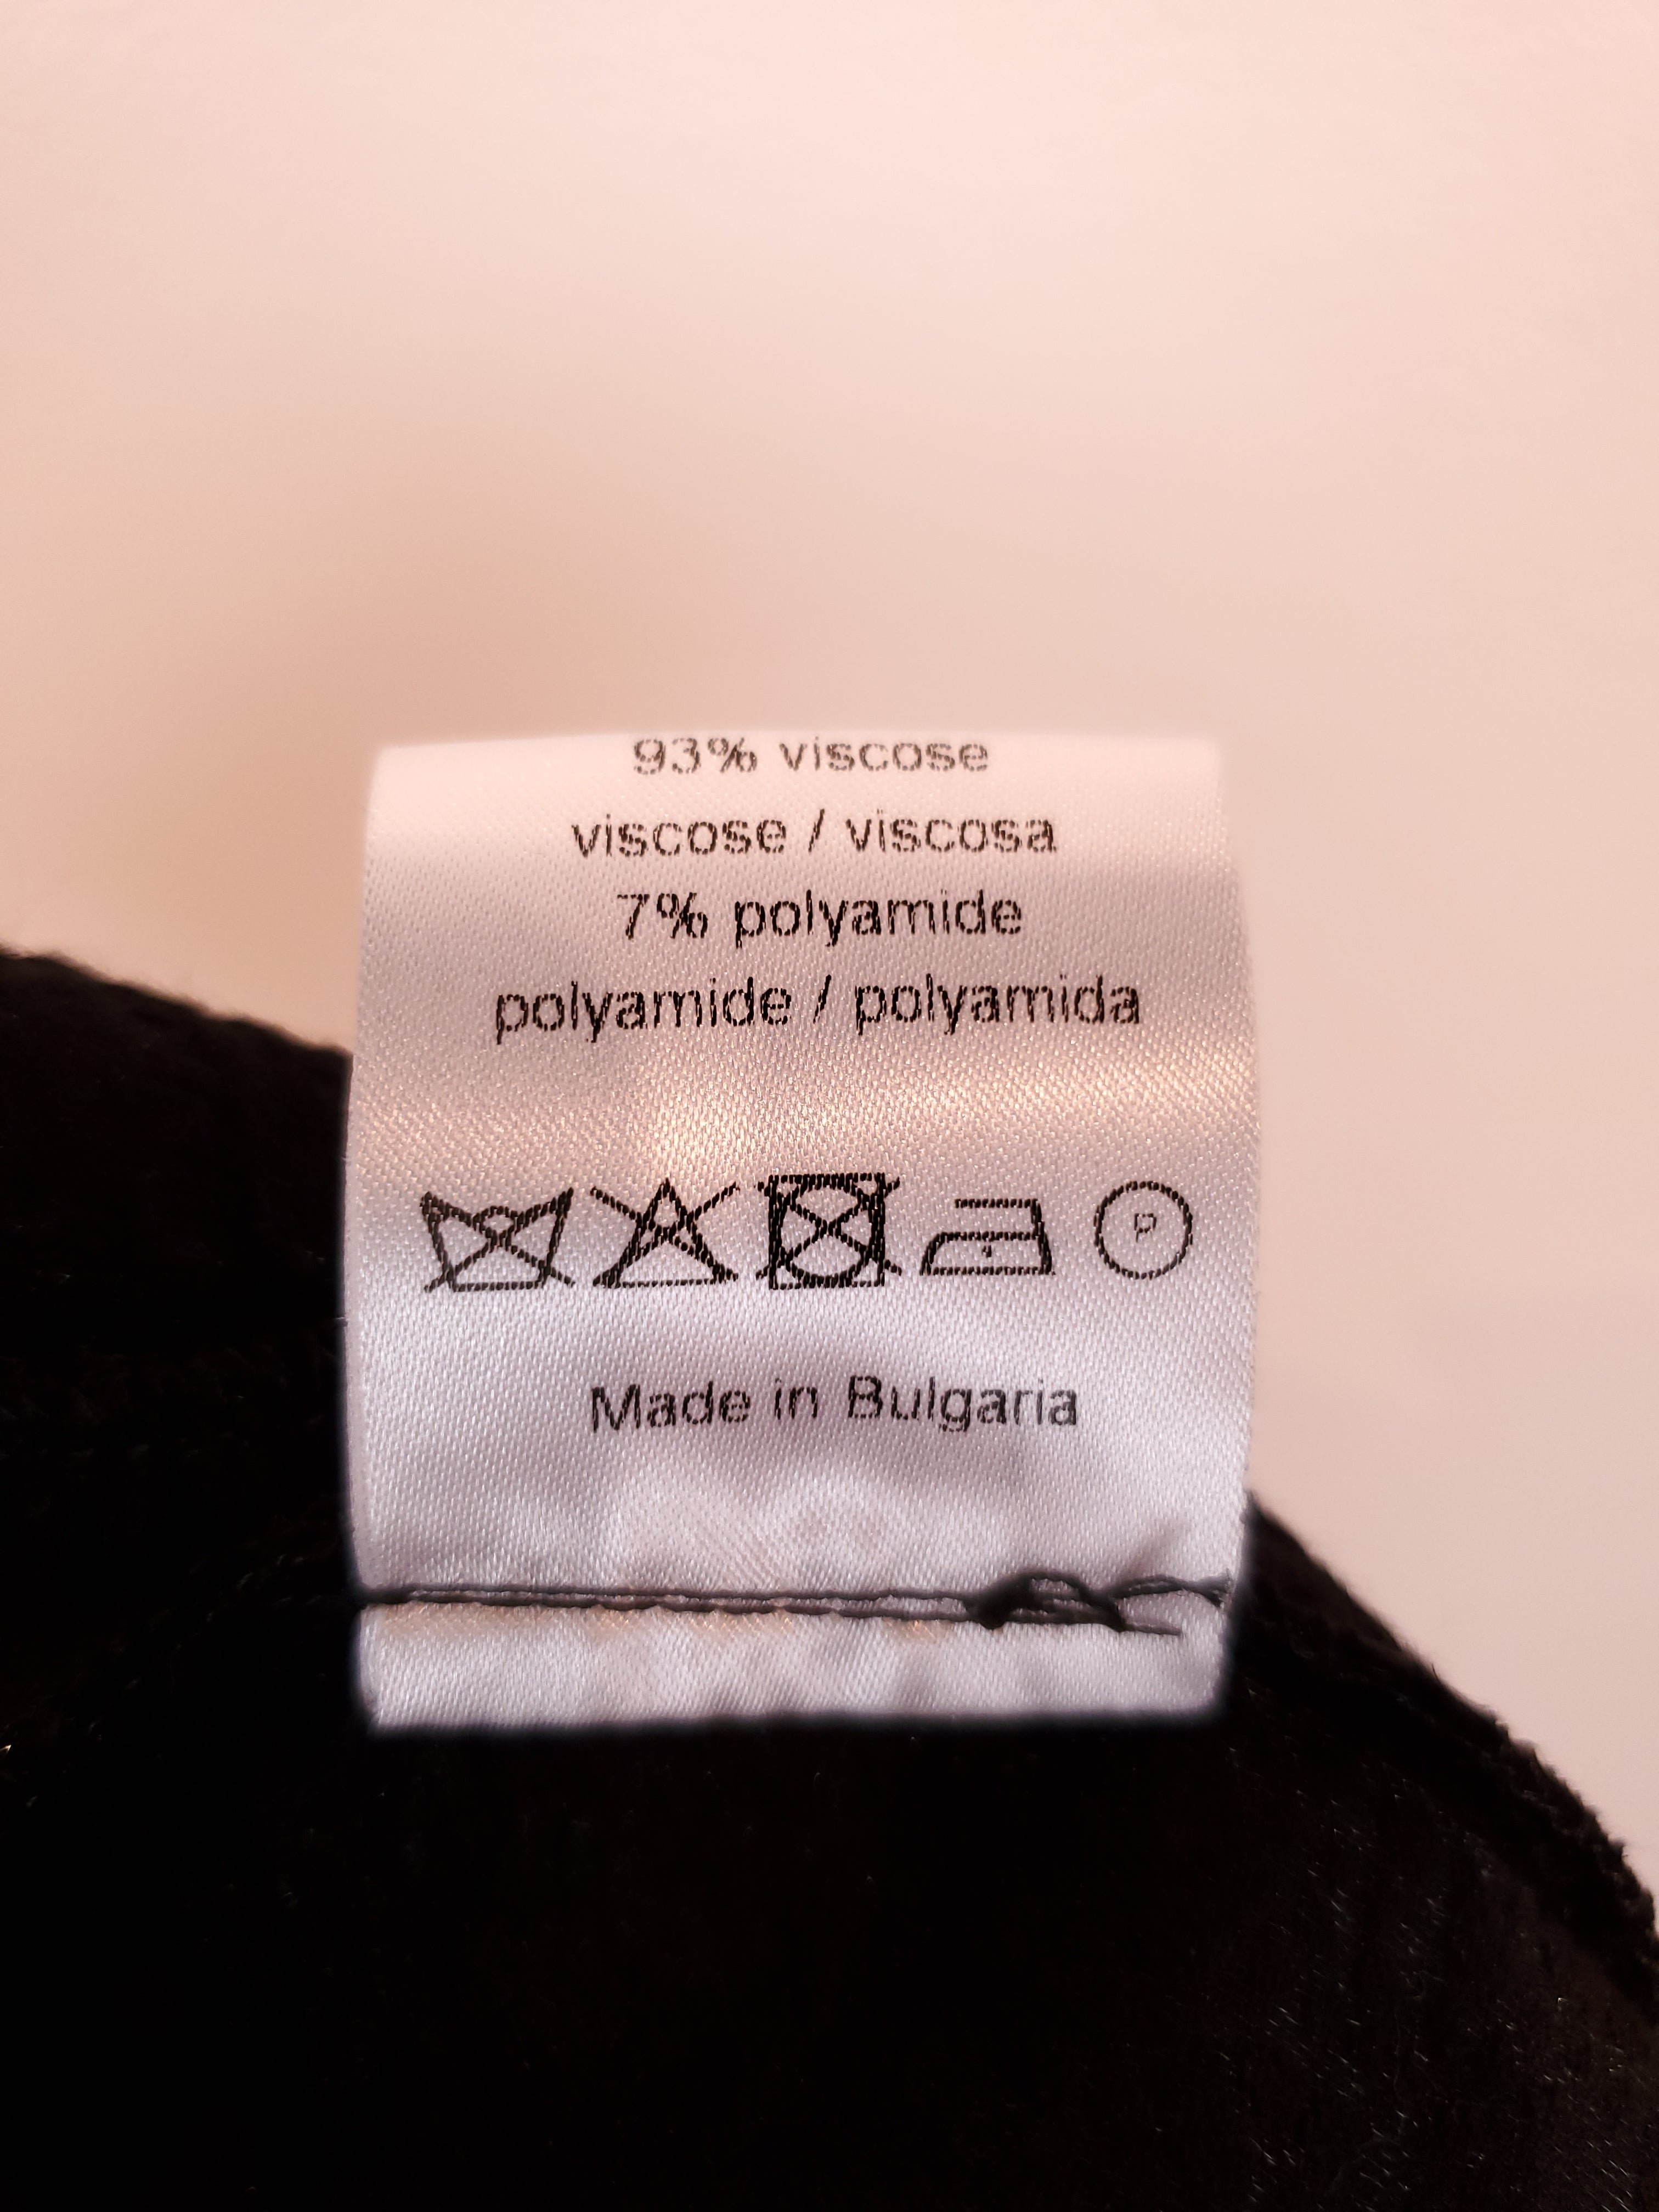 93% viscose
viscose / viscosa
7% polyamide
polyamide / polyamida
P
Made in Bulgaria